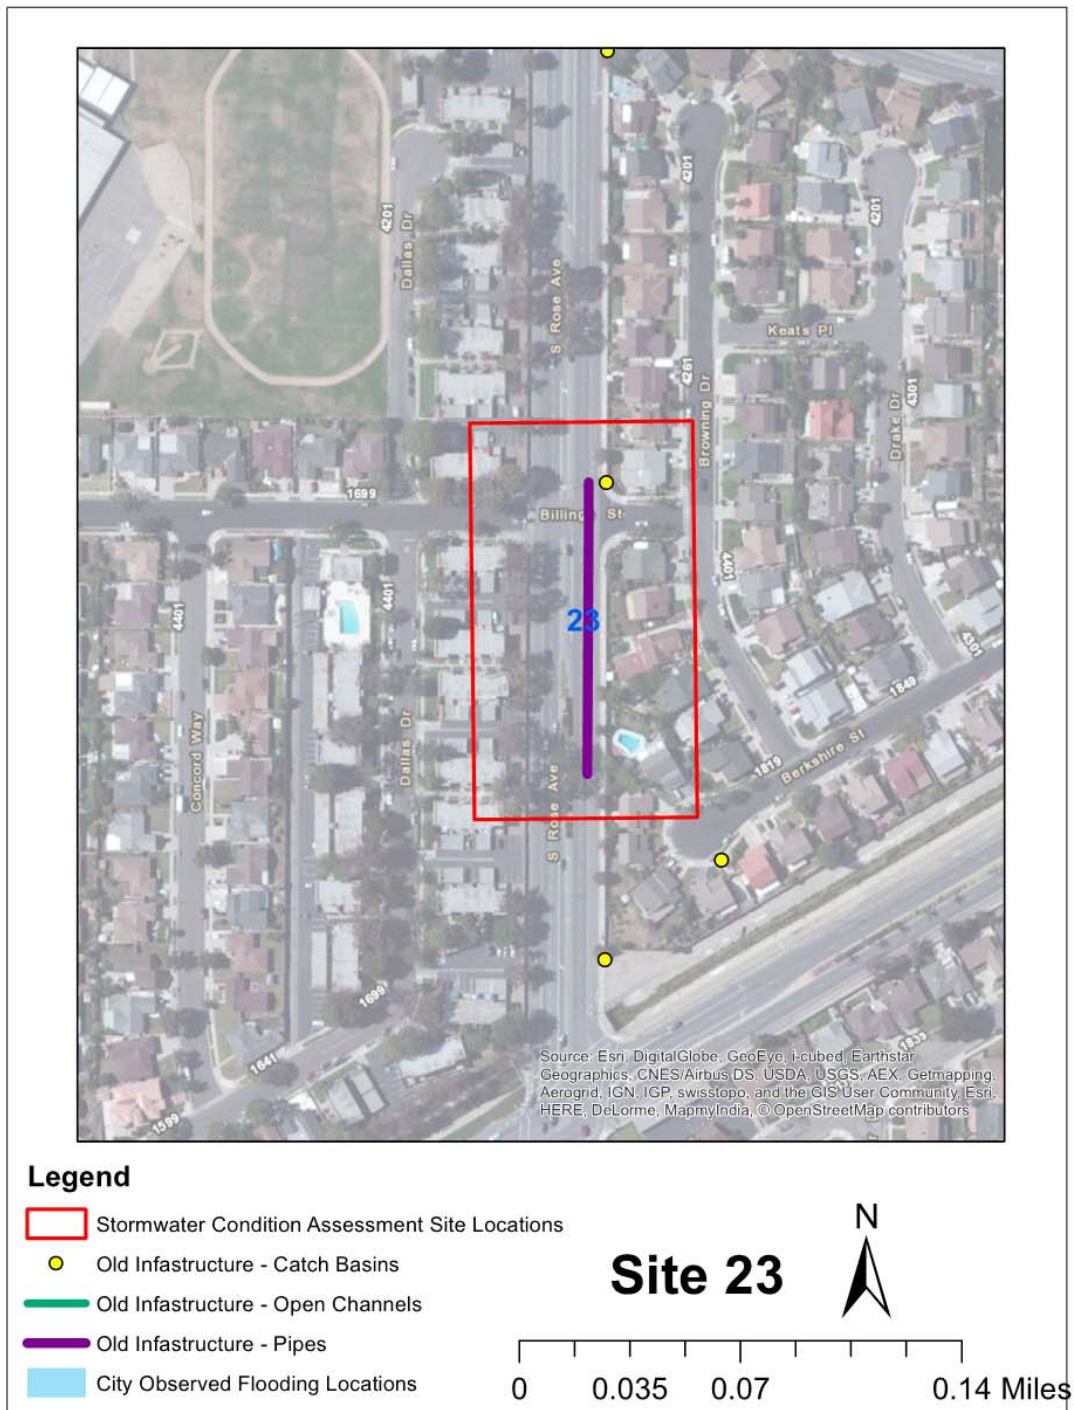 4201
4201
4201
Dallas Dr
S Rose Ave
Keats Pl
4261
Browning Dr
4301
Drake Dr
1699
Billings St
4401
4401
4401
23
4301
1849
Concord Way
Dallas Dr
1819
Berkshire St
S Rose Ave
1699
1641
1599
1839
Source: Esri, DigitalGlobe, GeoEye, i-cubed, Earthstar
Geographics, CNES/Airbus DS, USDA, USGS, AEX, Getmapping,
Aerogrid, IGN, IGP, swisstopo, and the GIS User Community, Esri,
HERE, DeLorme, MapmyIndia, © OpenStreetMap contributors
Legend
Stormwater Condition Assessment Site Locations
Old Infastructure - Catch Basins
Old Infastructure - Open Channels
Old Infastructure - Pipes
City Observed Flooding Locations
Site 23
N
0 0.035 0.07 0.14 Miles